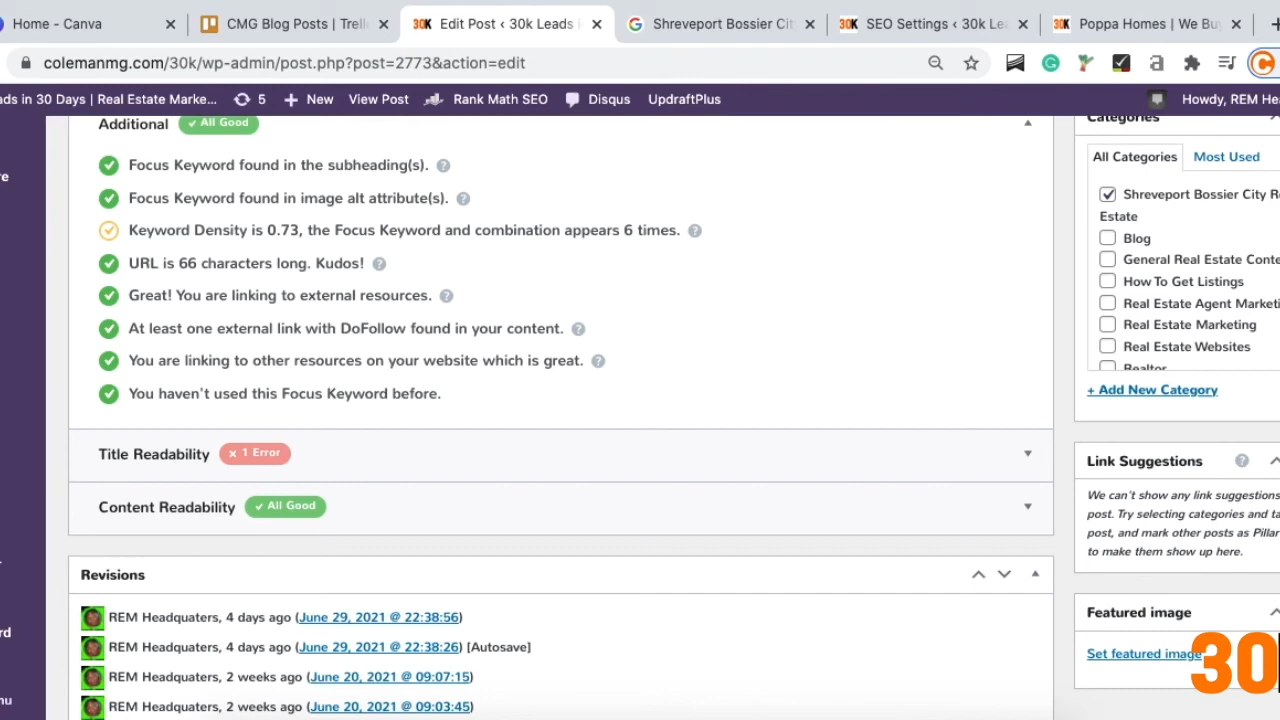 Home - Canva
CMG Blog Posts | Trell
30K Edit Post ‹ 30k Leads i
Shreveport Bossier Cit
30K SEO Settings ‹ 30k Lea
30K Poppa Homes | We Buy
colemanmg.com/30k/wp-admin/post.php?post=2773&action=edit
ads in 30 Days | Real Estate Marke...
5
New
View Post
Rank Math SEO
Disqus
UpdraftPlus
Howdy, REM Hea
re
rd
nu
Additional All Good
Focus Keyword found in the subheading(s).
Focus Keyword found in image alt attribute(s).
Keyword Density is 0.73, the Focus Keyword and combination appears 6 times.
URL is 66 characters long. Kudos!
Great! You are linking to external resources.
At least one external link with DoFollow found in your content.
You are linking to other resources on your website which is great.
You haven't used this Focus Keyword before.
Title Readability x 1 Error
Content Readability All Good
Revisions
REM Headquaters, 4 days ago (June 29, 2021 @ 22:38:56)
REM Headquaters, 4 days ago (June 29, 2021 @ 22:38:26) [Autosave]
REM Headquaters, 2 weeks ago (June 20, 2021 @ 09:07:15)
REM Headquaters, 2 weeks ago (June 20, 2021 @ 09:03:45)
Categories
All Categories
Most Used
Shreveport Bossier City Re
Estate
Blog
General Real Estate Conte
How To Get Listings
Real Estate Agent Marketi
Real Estate Marketing
Real Estate Websites
Realtor
+ Add New Category
Link Suggestions
We can't show any link suggestions
post. Try selecting categories and ta
post, and mark other posts as Pillar
to make them show up here.
Featured image
Set featured image
30